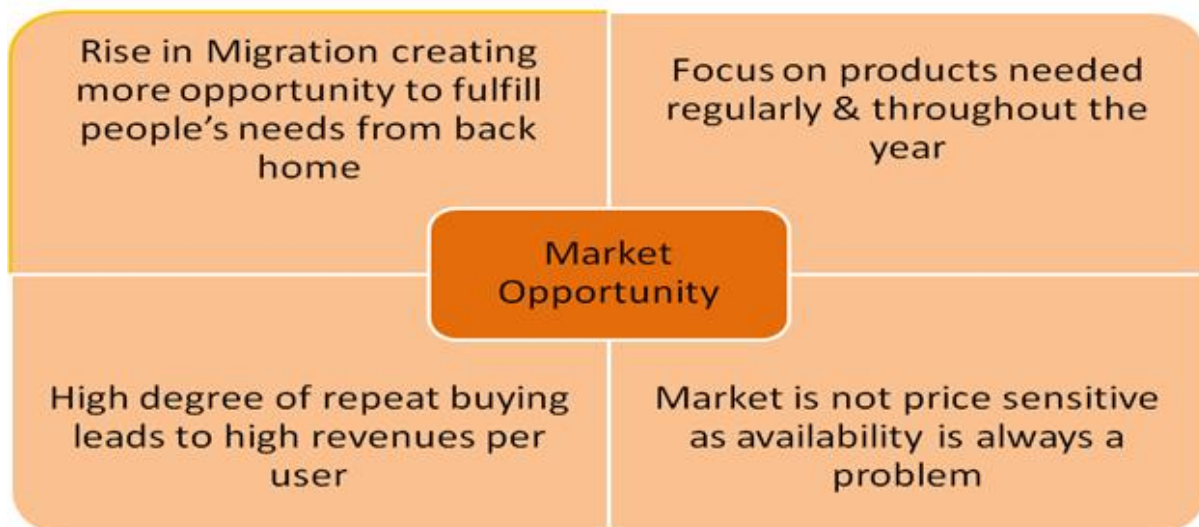 Rise in Migration creating
more opportunity to fulfill
people's needs from back
home
Focus on products needed
regularly & throughout the
year
Market
Opportunity
High degree of repeat buying
leads to high revenues per
user
Market is not price sensitive
as availability is always a
problem